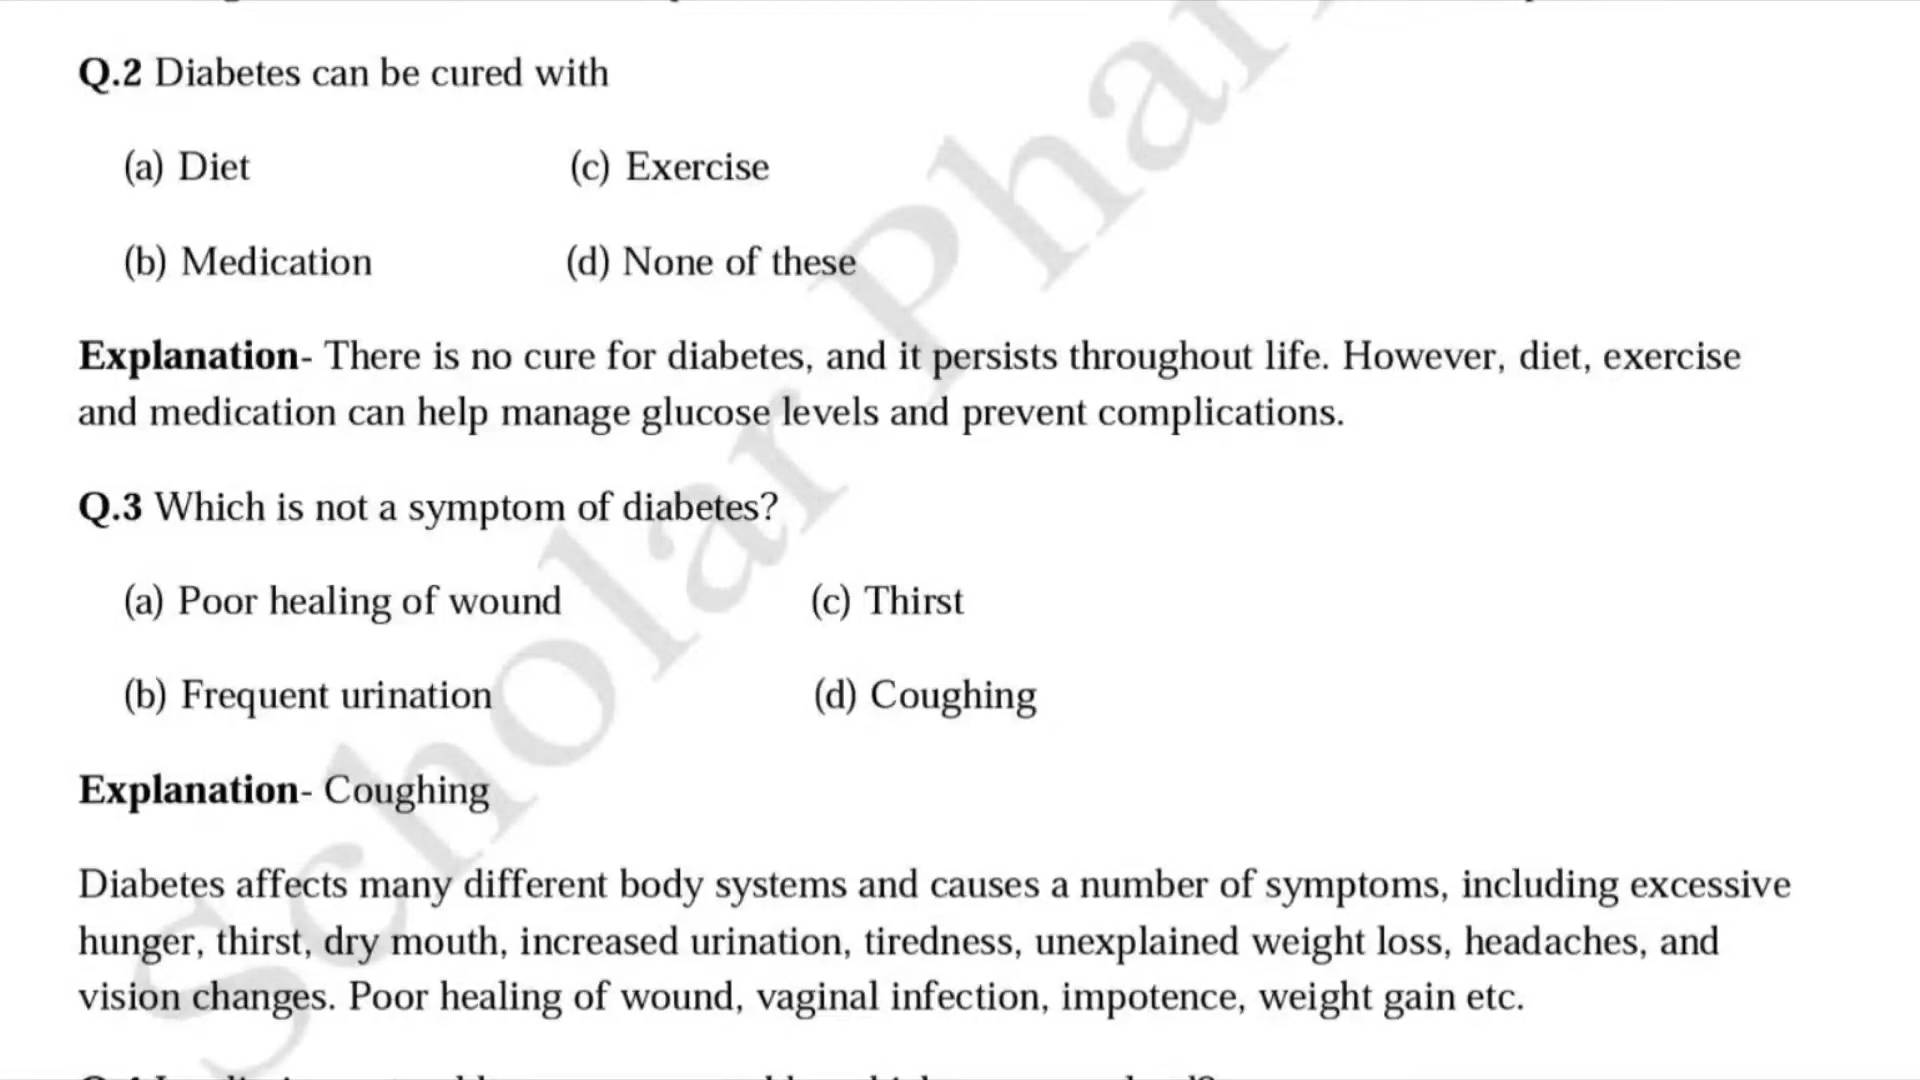 Q.2 Diabetes can be cured with
(a) Diet (c) Exercise
(b) Medication (d) None of these
Explanation- There is no cure for diabetes, and it persists throughout life. However, diet, exercise
and medication can help manage glucose levels and prevent complications.
Q.3 Which is not a symptom of diabetes?
(a) Poor healing of wound (c) Thirst
(b) Frequent urination (d) Coughing
Explanation- Coughing
Diabetes affects many different body systems and causes a number of symptoms, including excessive
hunger, thirst, dry mouth, increased urination, tiredness, unexplained weight loss, headaches, and
vision changes. Poor healing of wound, vaginal infection, impotence, weight gain etc.
Scholar Phar